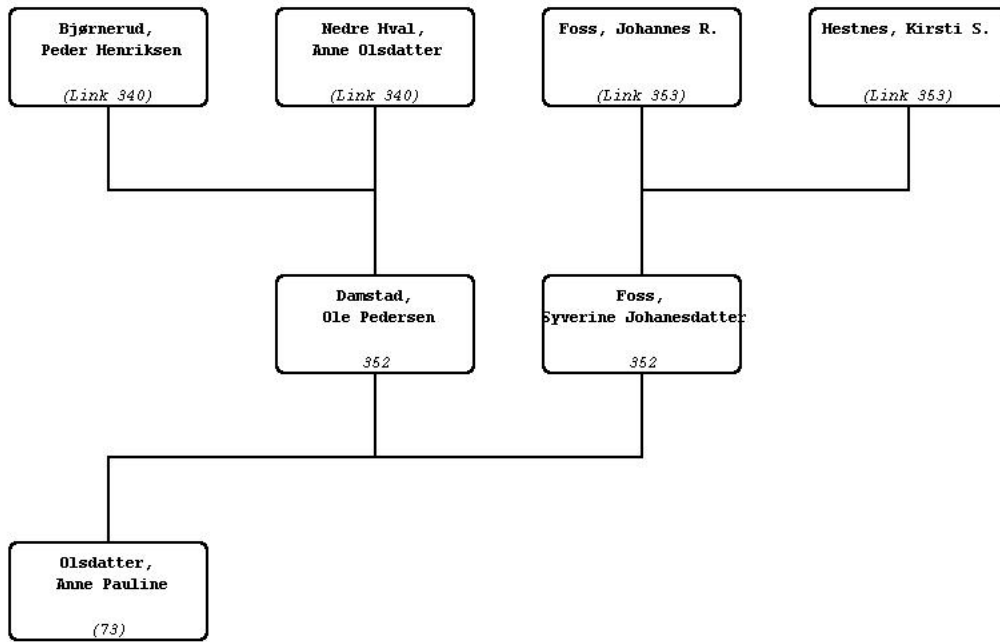 Bjørnerud,
Peder Henriksen
(Link 340)
Nedre Hval,
Anne Olsdatter
(Link 340)
Foss, Johannes R.
(Link 353)
Hestnes, Kirsti S.
(Link 353)
Damstad,
Ole Pedersen
352
Foss,
Syverine Johanesdatter
352
Olsdatter,
Anne Pauline
(73)